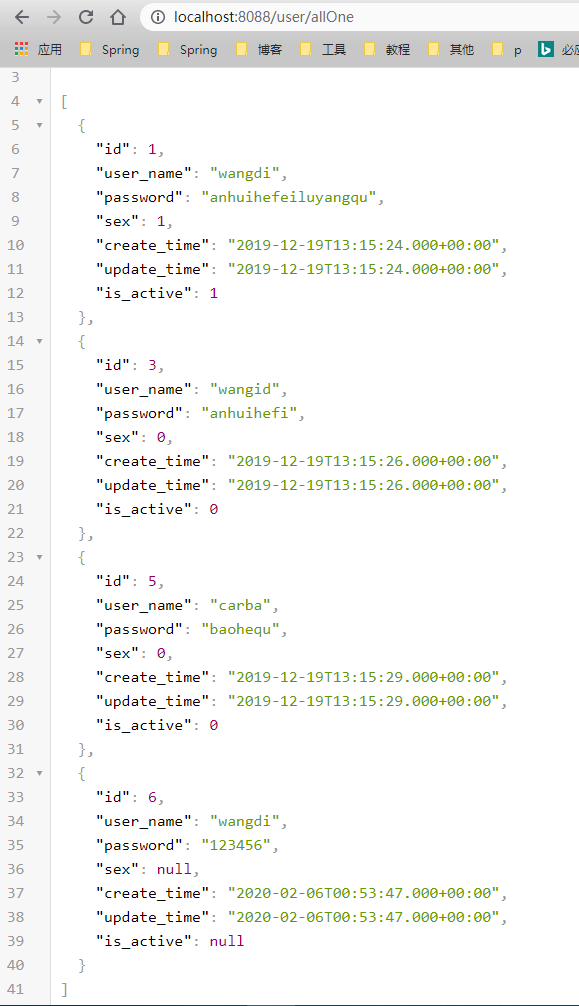 localhost:8088/user/allOne
应用 Spring Spring 博客 工具 教程 其他 p 必应
3
4 [
5 {
6 "id": 1,
7 "user_name": "wangdi",
8 "password": "anhuihefeiluyangqu",
9 "sex": 1,
10 "create_time": "2019-12-19T13:15:24.000+00:00",
11 "update_time": "2019-12-19T13:15:24.000+00:00",
12 "is_active": 1
13 },
14 {
15 "id": 3,
16 "user_name": "wangid",
17 "password": "anhuihefi",
18 "sex": 0,
19 "create_time": "2019-12-19T13:15:26.000+00:00",
20 "update_time": "2019-12-19T13:15:26.000+00:00",
21 "is_active": 0
22 },
23 {
24 "id": 5,
25 "user_name": "carba",
26 "password": "baohequ",
27 "sex": 0,
28 "create_time": "2019-12-19T13:15:29.000+00:00",
29 "update_time": "2019-12-19T13:15:29.000+00:00",
30 "is_active": 0
31 },
32 {
33 "id": 6,
34 "user_name": "wangdi",
35 "password": "123456",
36 "sex": null,
37 "create_time": "2020-02-06T00:53:47.000+00:00",
38 "update_time": "2020-02-06T00:53:47.000+00:00",
39 "is_active": null
40 }
41 ]